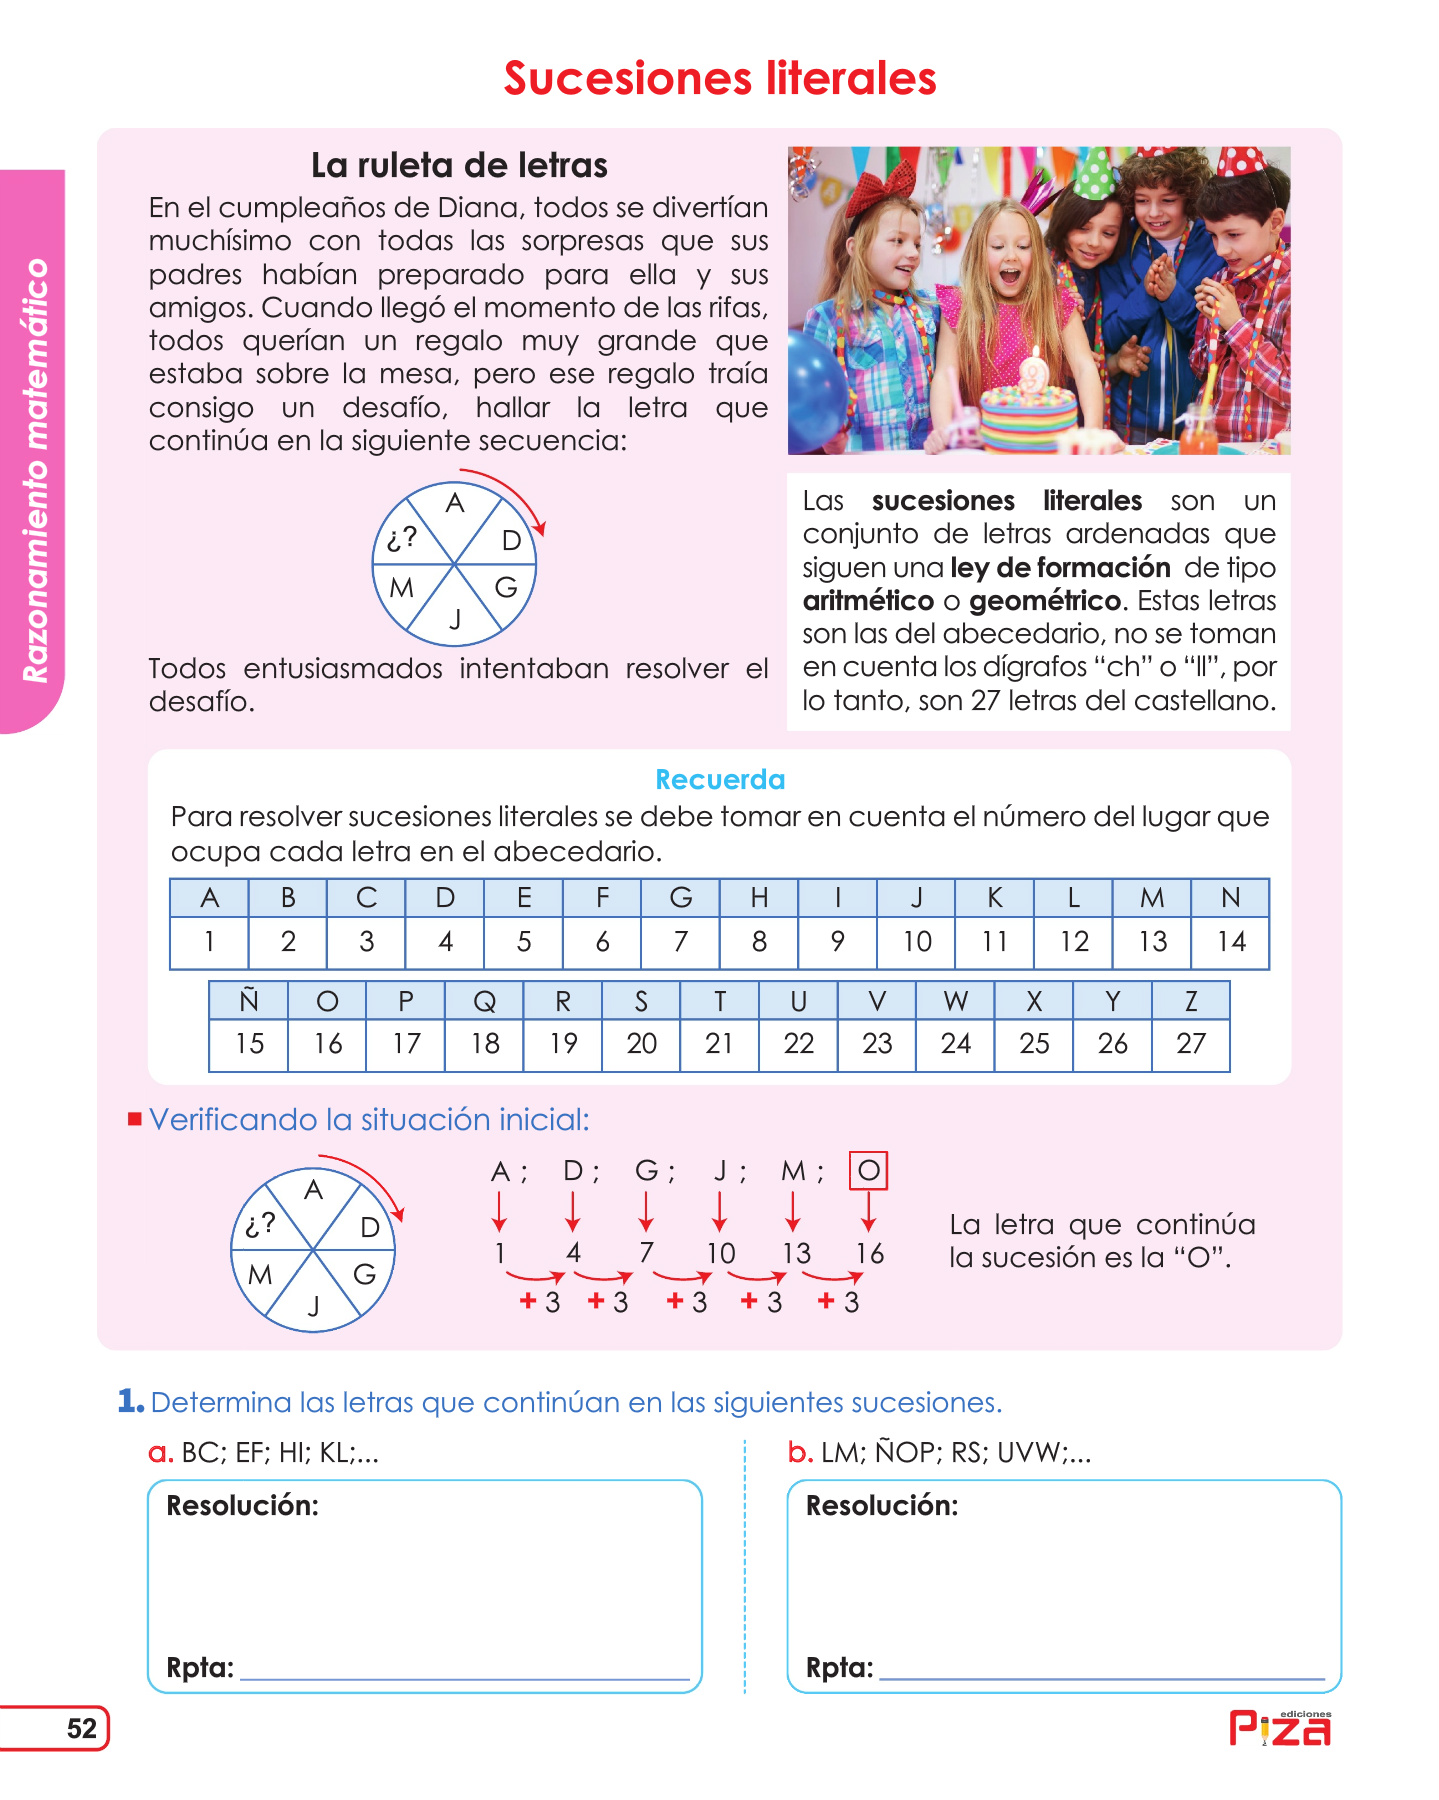 Sucesiones literales
Razonamiento matemático
La ruleta de letras
En el cumpleaños de Diana, todos se divertían
muchísimo con todas las sorpresas que sus
padres habían preparado para ella y sus
amigos. Cuando llegó el momento de las rifas,
todos querían un regalo muy grande que
estaba sobre la mesa, pero ese regalo traía
consigo un desafío, hallar la letra que
continúa en la siguiente secuencia:
A
¿? D
M G
J
Todos entusiasmados intentaban resolver el
desafío.
8
Las sucesiones literales son un
conjunto de letras ordenadas que
siguen una ley de formación de tipo
aritmético o geométrico. Estas letras
son las del abecedario, no se toman
en cuenta los dígrafos “ch” o “ll”, por
lo tanto, son 27 letras del castellano.
Recuerda
Para resolver sucesiones literales se debe tomar en cuenta el número del lugar que
ocupa cada letra en el abecedario.
A B C D E F G H I J K L M N
1 2 3 4 5 6 7 8 9 10 11 12 13 14
Ñ O P Q R S T U V W X Y Z
15 16 17 18 19 20 21 22 23 24 25 26 27
Verificando la situación inicial:
A
¿? D
M G
J
A ; D ; G ; J ; M ; O
1 4 7 10 13 16
+ 3 + 3 + 3 + 3 + 3
La letra que continúa
la sucesión es la “O”.
1. Determina las letras que continúan en las siguientes sucesiones.
a. BC; EF; HI; KL;...
Resolución:
Rpta:
b. LM; ÑOP; RS; UVW;...
Resolución:
Rpta:
52
ediciones
Piza